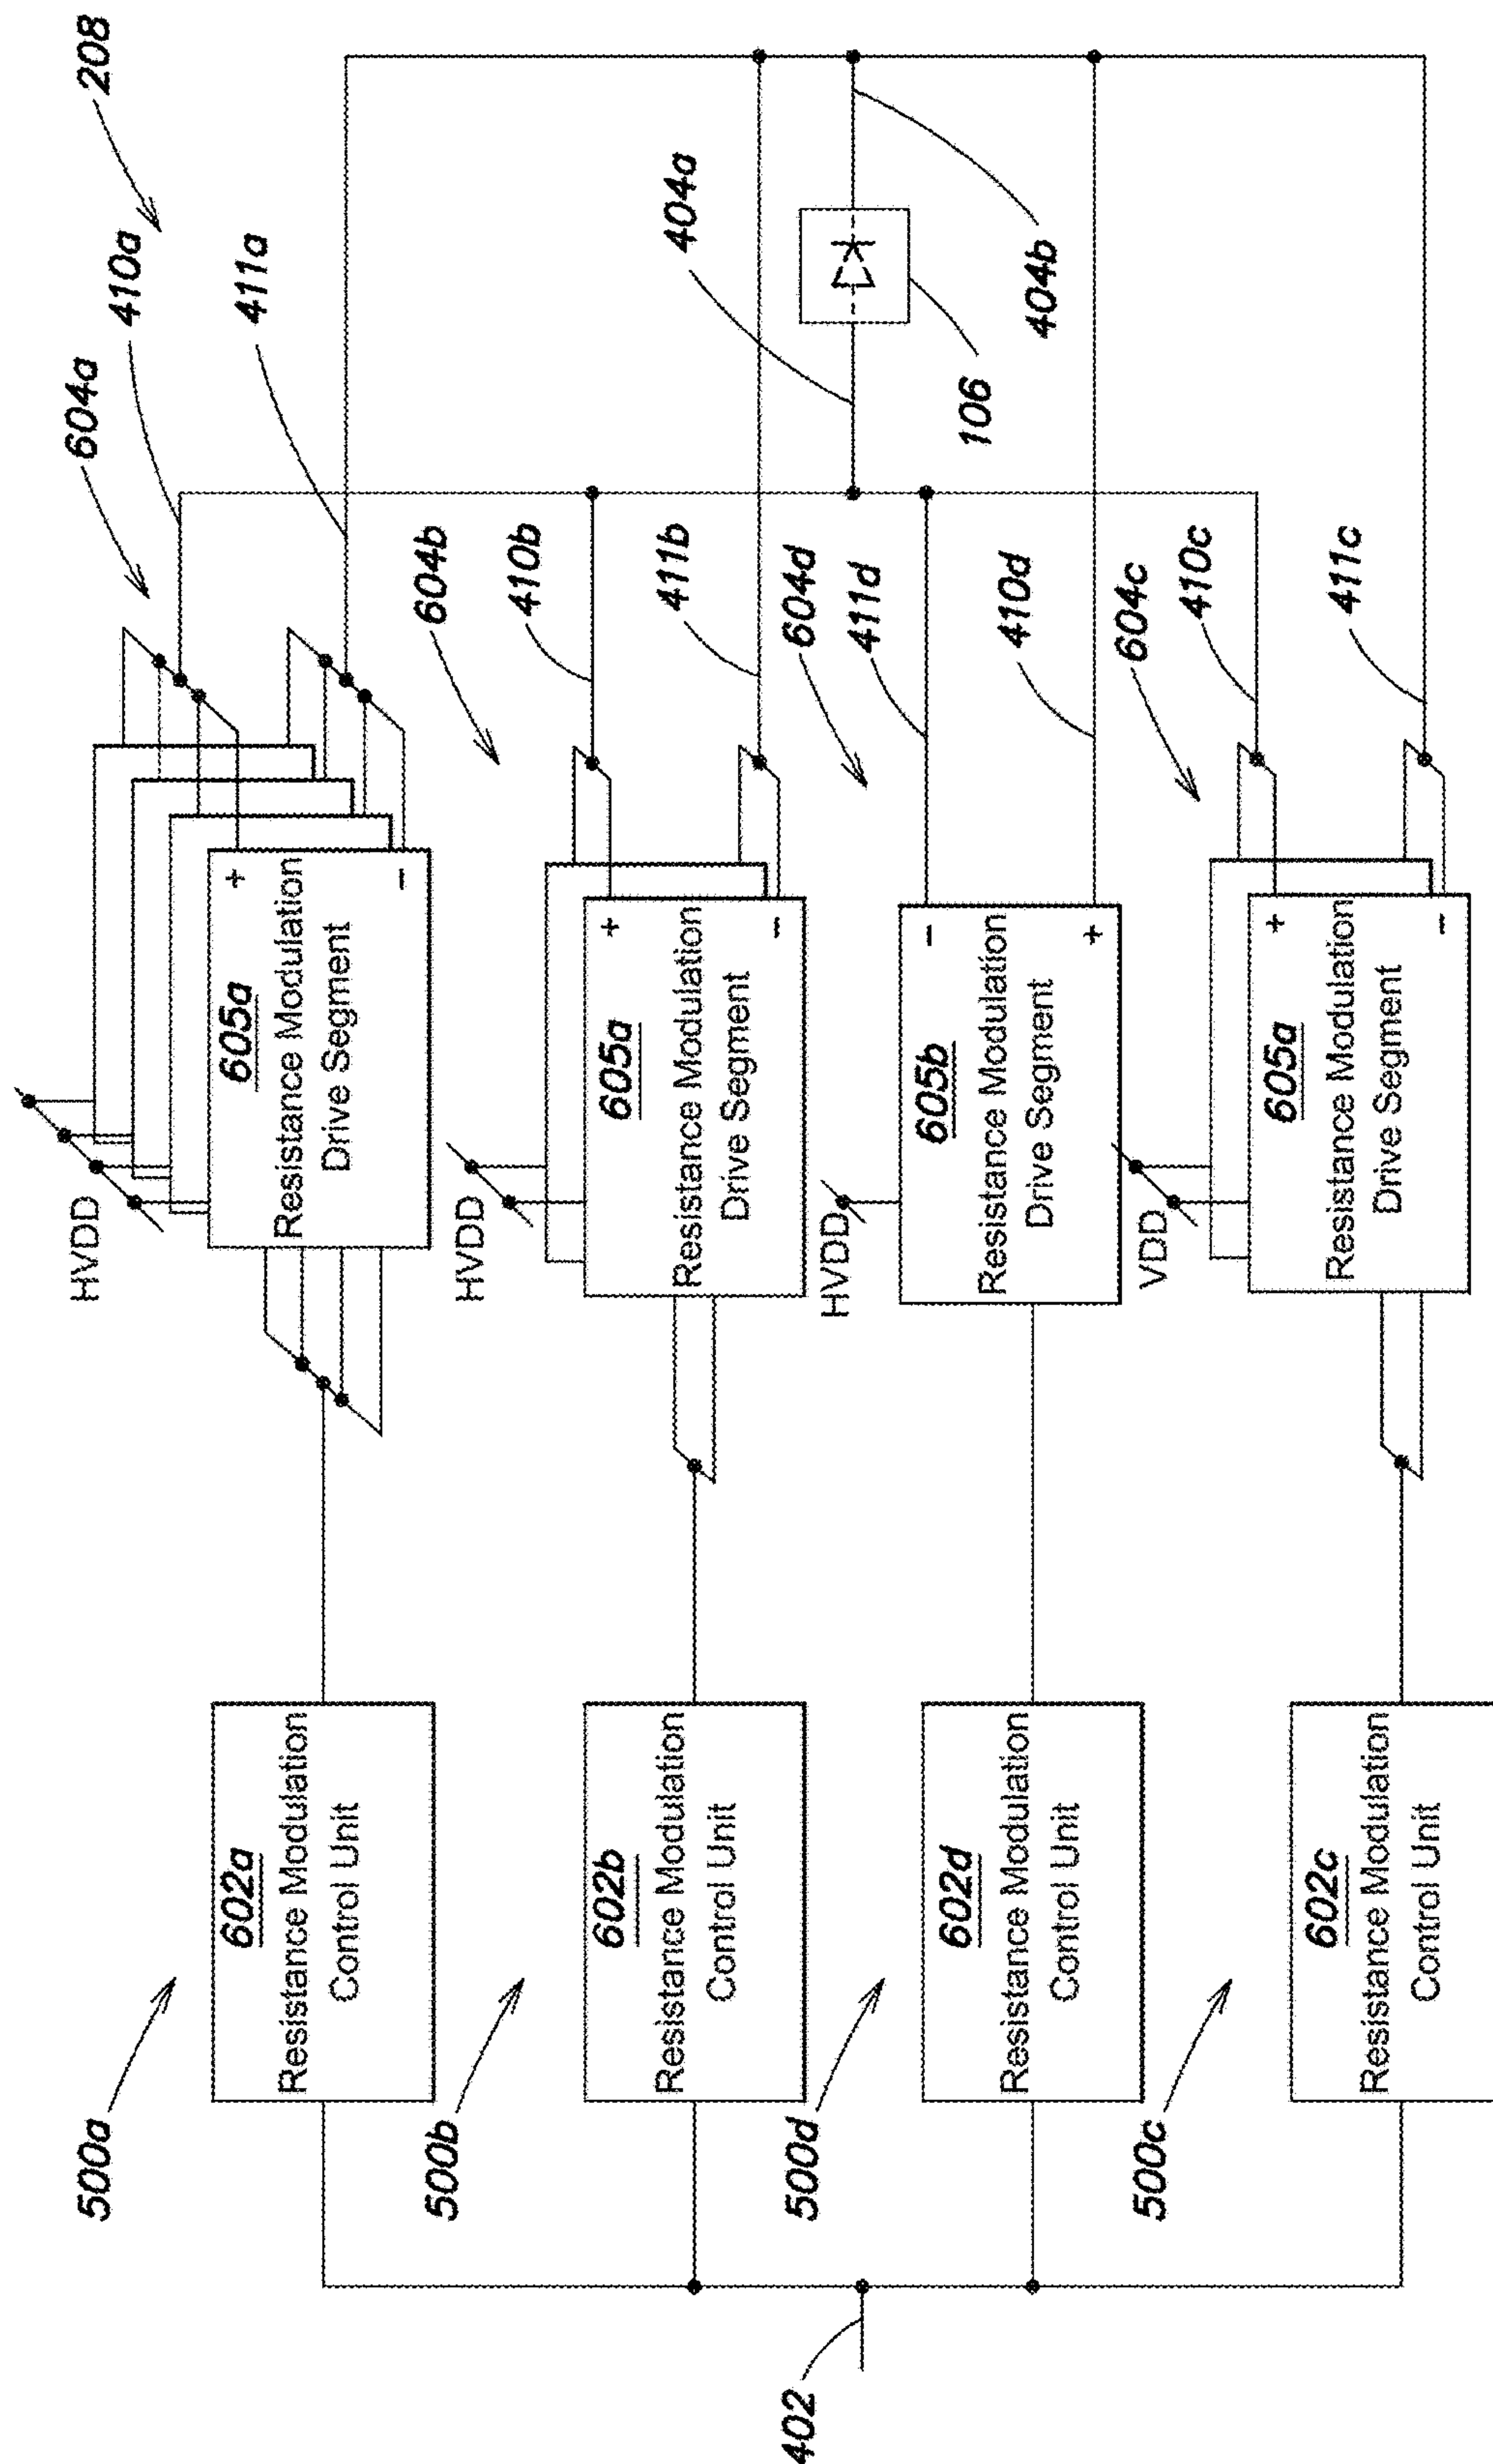 208
604a
410a
411a
HVDD
605a
Resistance Modulation
Drive Segment
+
−
500a
602a
Resistance Modulation
Control Unit
604b
410b
411b
HVDD
605a
Resistance Modulation
Drive Segment
+
−
500b
602b
Resistance Modulation
Control Unit
404a
404b
106
604d
411d
410d
HVDD
605b
Resistance Modulation
Drive Segment
−
+
500d
602d
Resistance Modulation
Control Unit
402
604c
410c
411c
VDD
605a
Resistance Modulation
Drive Segment
+
−
500c
602c
Resistance Modulation
Control Unit